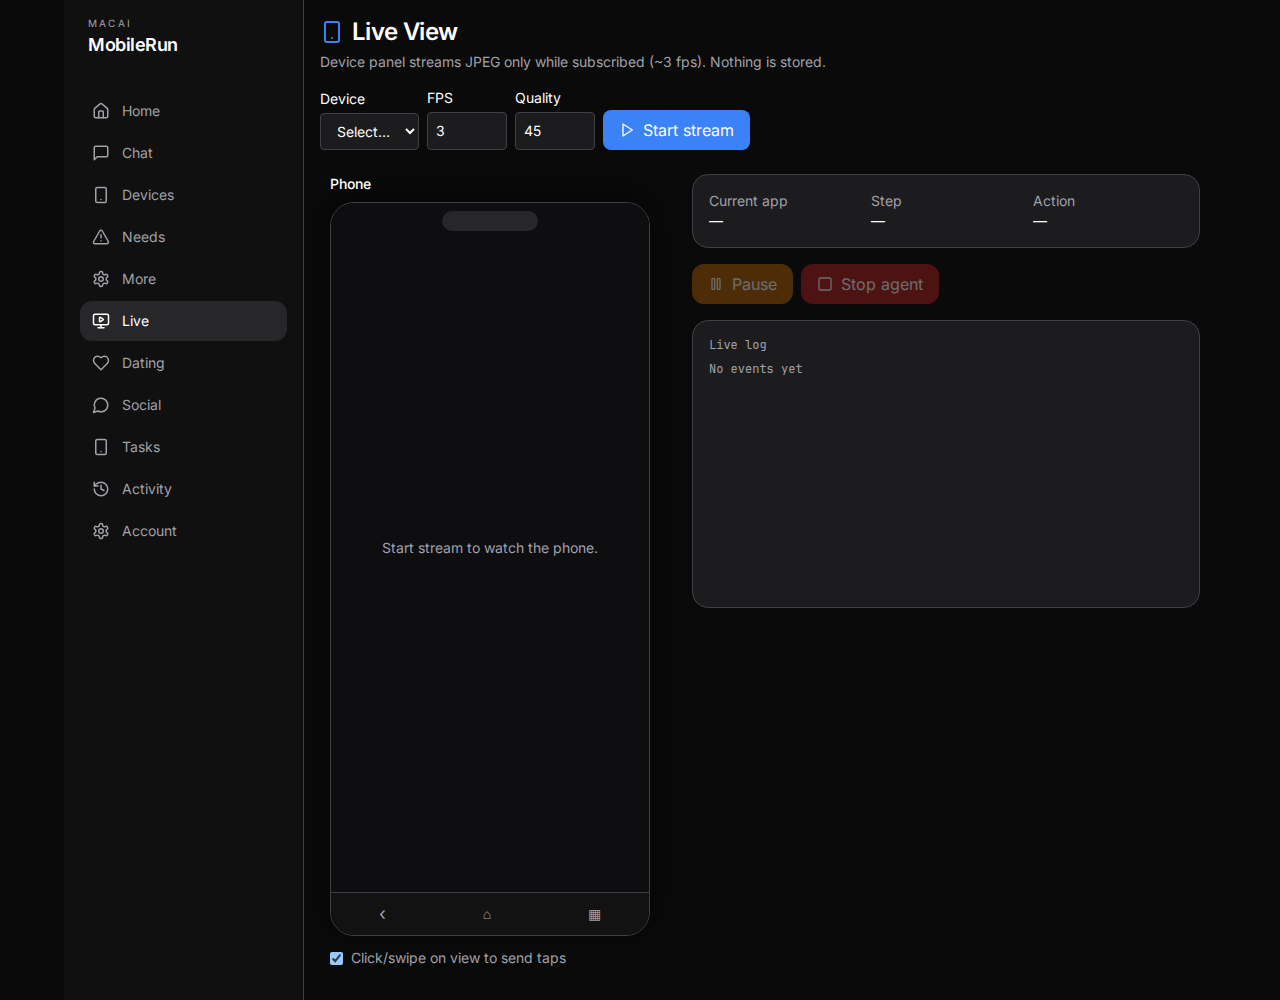 MACAI
MobileRun
Home
Chat
Devices
Needs
More
Live
Dating
Social
Tasks
Activity
Account
Live View
Device panel streams JPEG only while subscribed (~3 fps). Nothing is stored.
Device
FPS
Quality
Select...
3
45
Start stream
Phone
Start stream to watch the phone.
Click/swipe on view to send taps
Current app
Step
Action
—
—
—
Pause
Stop agent
Live log
No events yet